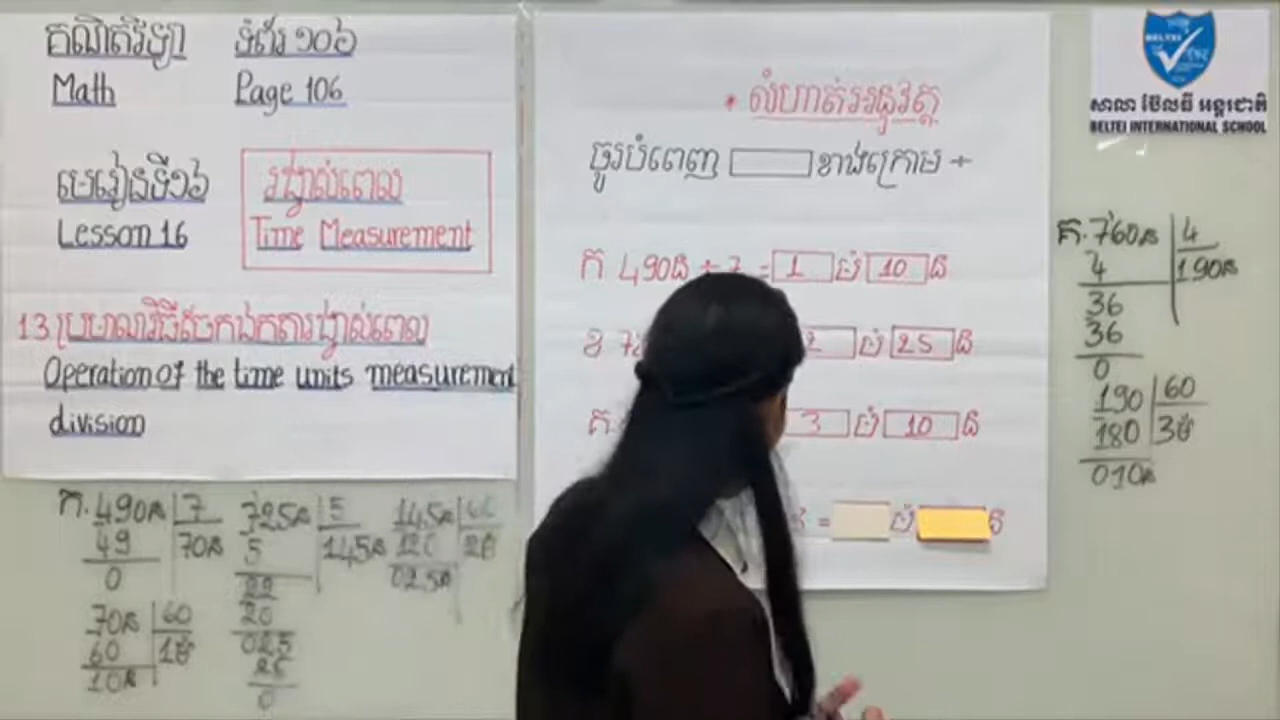 គណិតវិទ្យា ទំព័រ ១០៦
Math Page 106
មេរៀនទី១៦ រង្វាស់ពេល
Lesson 16 Time Measurement
13 ប្រមាណវិធីចែកឯកតារង្វាស់ពេល
Operation of the time units measurement
division
* លំហាត់អនុវត្ត
ចូរបំពេញ ខាងក្រោម ÷
ក 490ន ÷ 7 = 1 ម៉ 10 ន
ខ 7 2 ម៉ 25 ន
គ. 3 ម៉ 10 ន
= ម៉ ន
BELTEI
សាលា ប៊ែលធី អន្តរជាតិ
BELTEI INTERNATIONAL SCHOOL
គ. 760ន 4
4 190ន
36
36
0
190 60
180 3ម៉
010ន
ក. 490ន 7
49 70ន
0
70ន 60
60 1ម៉
10ន
725ន 5
5 145ន
22
20
025
25
0
145ន 60
120 2ម៉
025ន